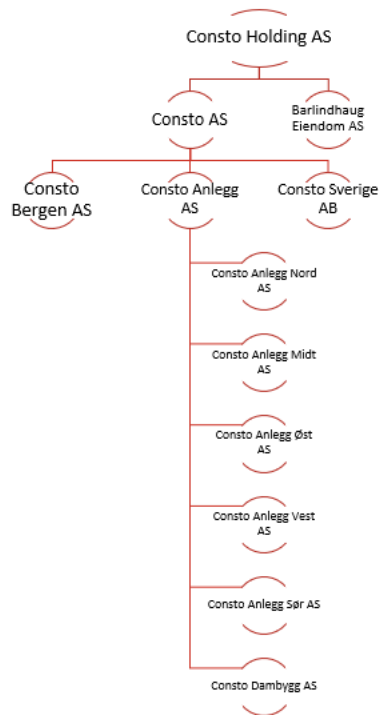 Consto Holding AS
Consto AS
Barlindhaug
Eiendom AS
Consto
Bergen AS
Consto Anlegg
AS
Consto Sverige
AB
Consto Anlegg Nord
AS
Consto Anlegg Midt
AS
Consto Anlegg Øst
AS
Consto Anlegg Vest
AS
Consto Anlegg Sør AS
Consto Dambygg AS